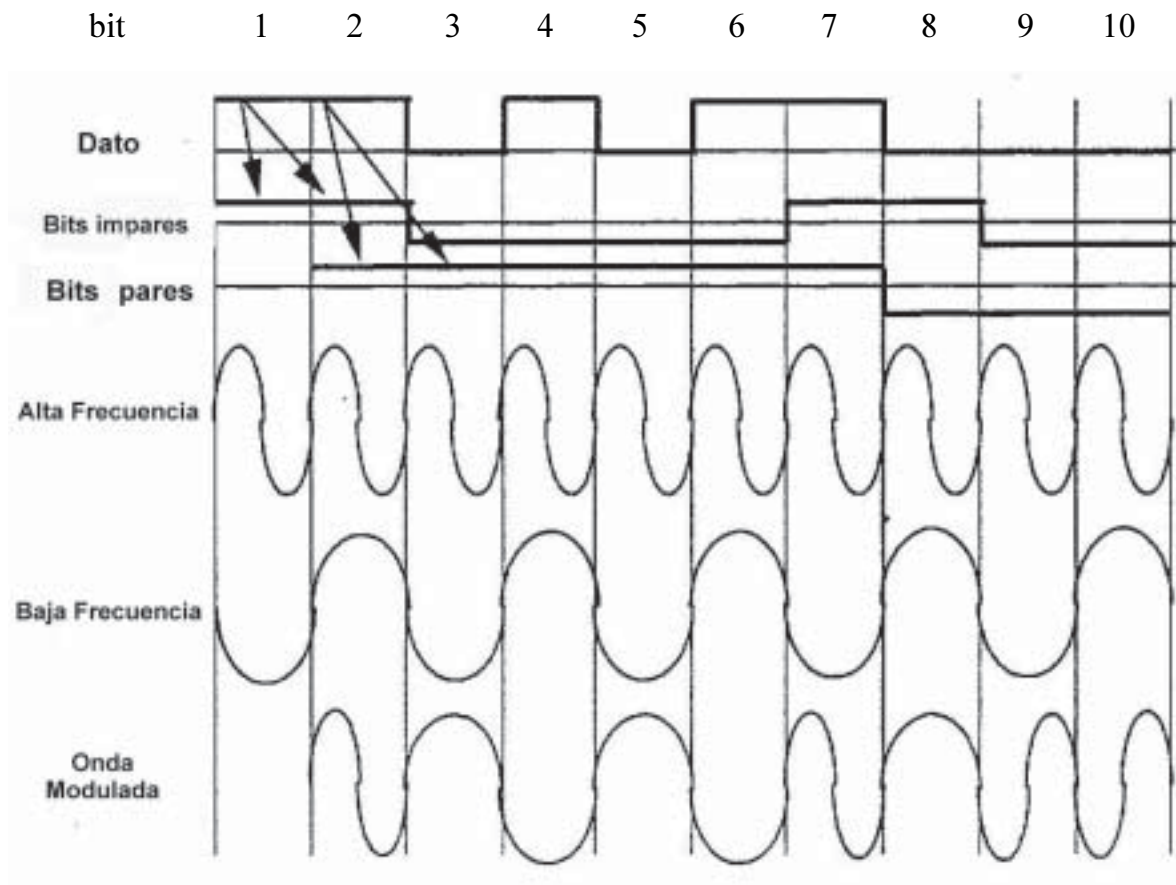 bit 1 2 3 4 5 6 7 8 9 10
Dato
Bits impares
Bits pares
Alta Frecuencia
Baja Frecuencia
Onda
Modulada